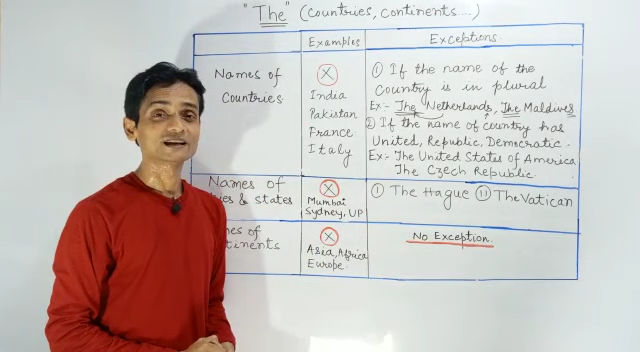 "The" (Countries, continents....)
Examples
Exceptions.
Names of
Countries
X
India
Pakistan
France
Italy
① If the name of the
Country is in plural
Ex:- The Netherlands, The Maldives
② If the name of country has
United, Republic, Democratic.
Ex:- The United States of America
The Czech Republic.
Names of
ies & states
X
Mumbai
Sydney, UP
① The Hague ⑪ The Vatican
mes of
tinents
X
Asia, Africa
Europe.
No Exception.